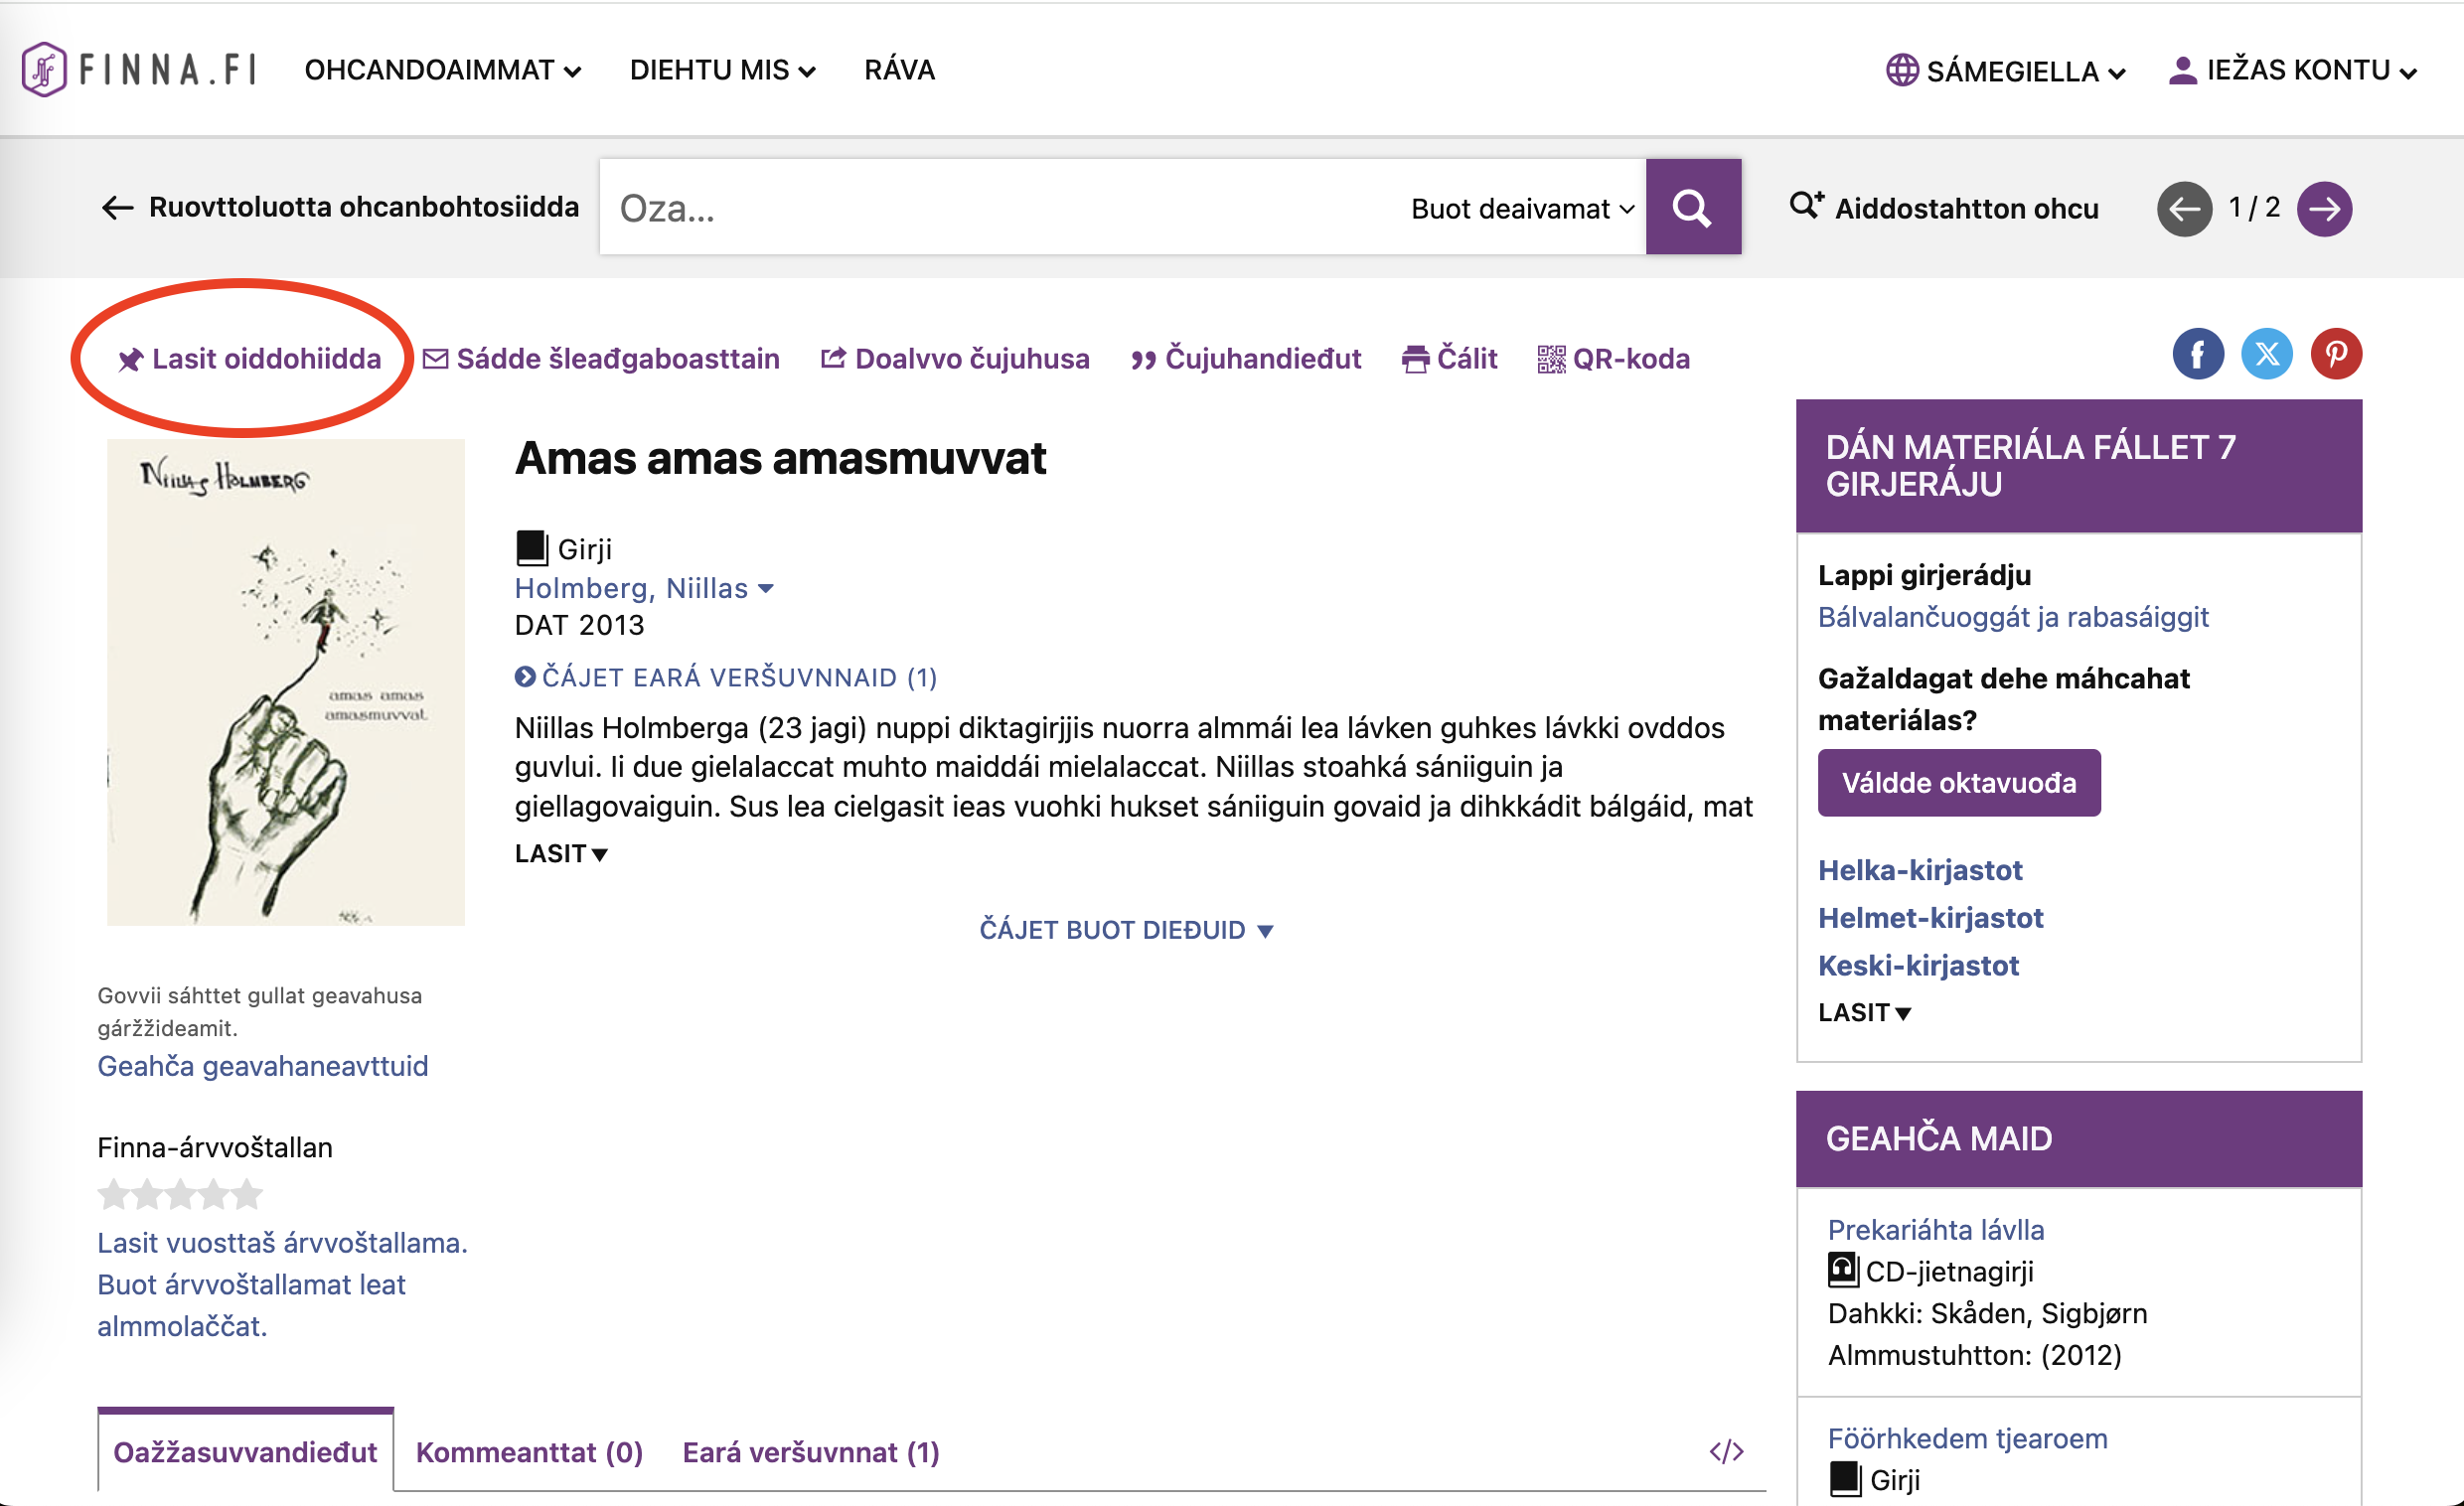 FINNA.FI OHCANDOAIMMAT DIEHTU MIS RÁVA SÁMEGIELLA IEŽAS KONTU
Ruovttoluotta ohcanbohtosiidda Oza... Buot deaivamat Aiddostahtton ohcu 1 / 2
Lasit oiddohiidda Sádde šleađgaboasttain Doalvvo čujuhusa Čujuhandieđut Čálit QR-koda
NIILLAS HOLMBERG
amas amas
amasmuvvat
Govvii sáhttet gullat geavahusa
gáržžideamit.
Geahča geavahaneavttuid
Finna-árvvoštallan
Lasit vuosttaš árvvoštallama.
Buot árvvoštallamat leat
almmolaččat.
Amas amas amasmuvvat
Girji
Holmberg, Niillas
DAT 2013
ČÁJET EARÁ VERŠUVNNAID (1)
Niillas Holmberga (23 jagi) nuppi diktagirjjis nuorra almmái lea lávken guhkes lávkki ovddos
guvlui. Ii due gielalaccat muhto maiddái mielalaccat. Niillas stoahká sániiguin ja
giellagovaiguin. Sus lea cielgasit ieas vuohki hukset sániiguin govaid ja dihkkádit bálgáid, mat
LASIT
ČÁJET BUOT DIEĐUID
DÁN MATERIÁLA FÁLLET 7
GIRJERÁJU
Lappi girjerádju
Bálvalančuoggát ja rabasáiggit
Gažaldagat dehe máhcahat
materiálas?
Váldde oktavuođa
Helka-kirjastot
Helmet-kirjastot
Keski-kirjastot
LASIT
GEAHČA MAID
Prekariáhta lávlla
CD-jietnagirji
Dahkki: Skåden, Sigbjørn
Almmustuhtton: (2012)
Föörhkedem tjearoem
Girji
Oažžasuvvandieđut Kommeanttat (0) Eará veršuvnnat (1) </>